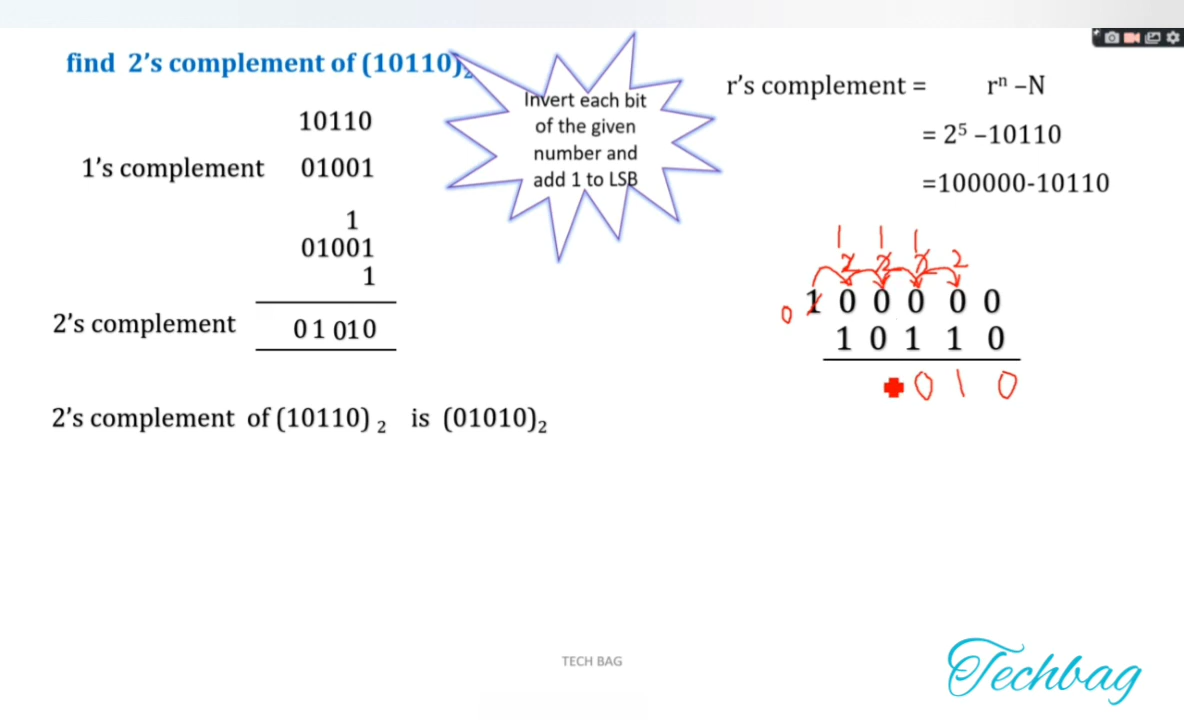 find 2’s complement of (10110)₂
10110
1’s complement 01001
1
01001
1
2’s complement 01 010
2’s complement of (10110) ₂ is (01010)₂
Invert each bit
of the given
number and
add 1 to LSB
r’s complement = rⁿ –N
= 2⁵ –10110
=100000-10110
1 1 1
2 2 2 2
0 1 0 0 0 0 0
1 0 1 1 0
0 1 0
TECH BAG
Techbag